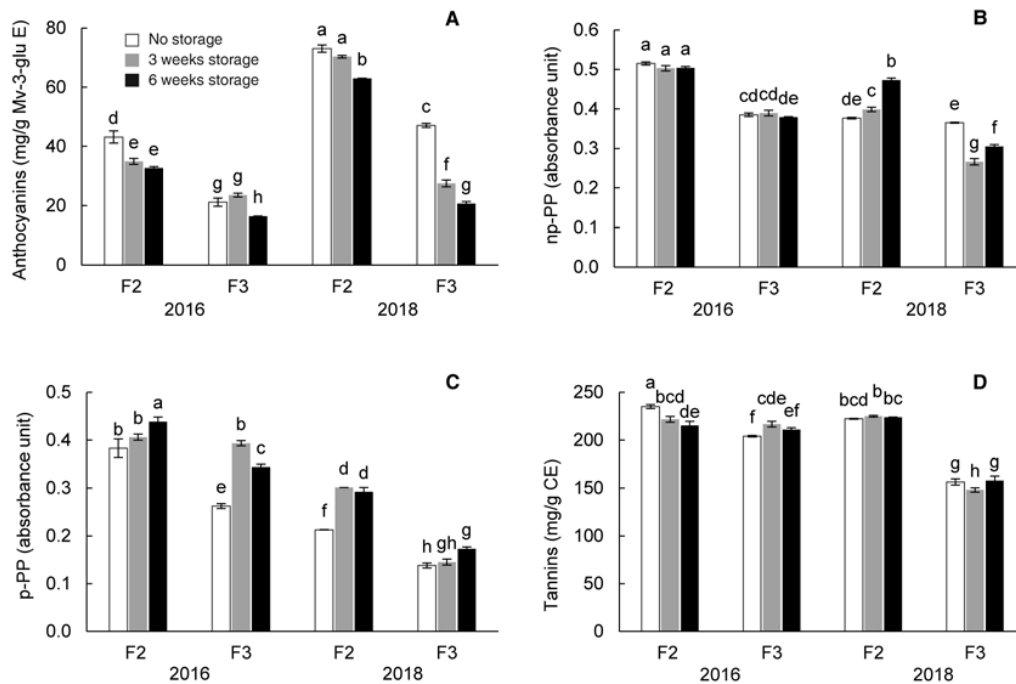 A
Anthocyanins (mg/g Mv-3-glu E)
80
60
40
20
0
No storage
3 weeks storage
6 weeks storage
d e e
g g h
a a b
c f g
F2 F3 F2 F3
2016 2018
B
np-PP (absorbance unit)
0.6
0.5
0.4
0.3
0.2
0.1
0.0
a a a
cd cd de
de c b
e g f
F2 F3 F2 F3
2016 2018
C
p-PP (absorbance unit)
0.5
0.4
0.3
0.2
0.1
0.0
b b a
e b c
f d d
h gh g
F2 F3 F2 F3
2016 2018
D
Tannins (mg/g CE)
250
200
150
100
50
0
a bcd de
f cde ef
bcd b bc
g h g
F2 F3 F2 F3
2016 2018